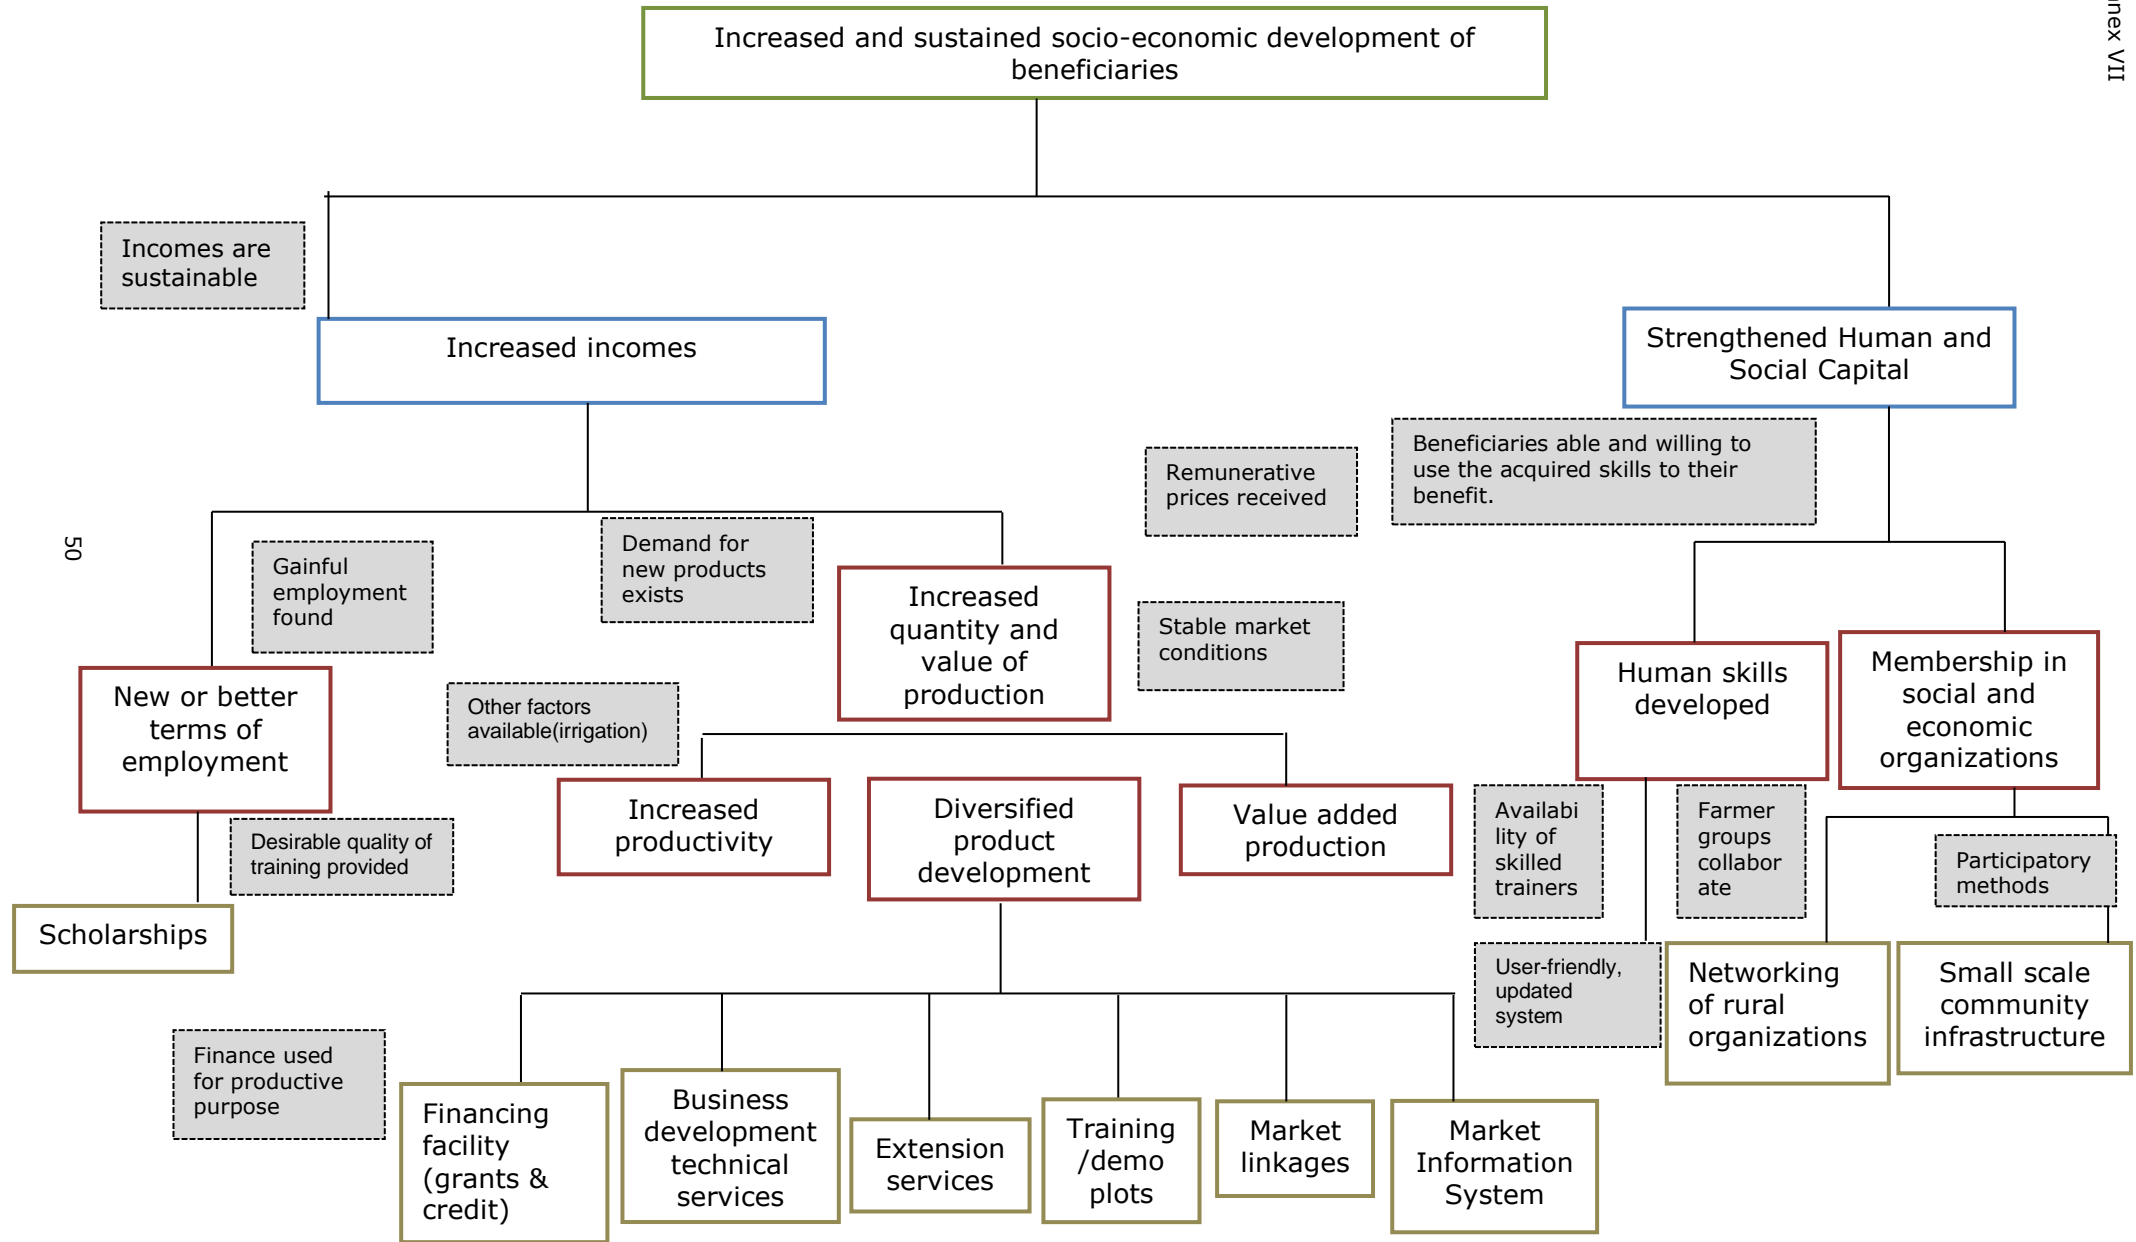 nnex VII
Increased and sustained socio-economic development of
beneficiaries
Incomes are
sustainable
Increased incomes
Strengthened Human and
Social Capital
Remunerative
prices received
Beneficiaries able and willing to
use the acquired skills to their
benefit.
50
Gainful
employment
found
Demand for
new products
exists
Increased
quantity and
value of
production
Stable market
conditions
Human skills
developed
Membership in
social and
economic
organizations
New or better
terms of
employment
Other factors
available(irrigation)
Increased
productivity
Diversified
product
development
Value added
production
Availabi
lity of
skilled
trainers
Farmer
groups
collabor
ate
Participatory
methods
Desirable quality of
training provided
Scholarships
User-friendly,
updated
system
Networking
of rural
organizations
Small scale
community
infrastructure
Finance used
for productive
purpose
Financing
facility
(grants &
credit)
Business
development
technical
services
Extension
services
Training
/demo
plots
Market
linkages
Market
Information
System